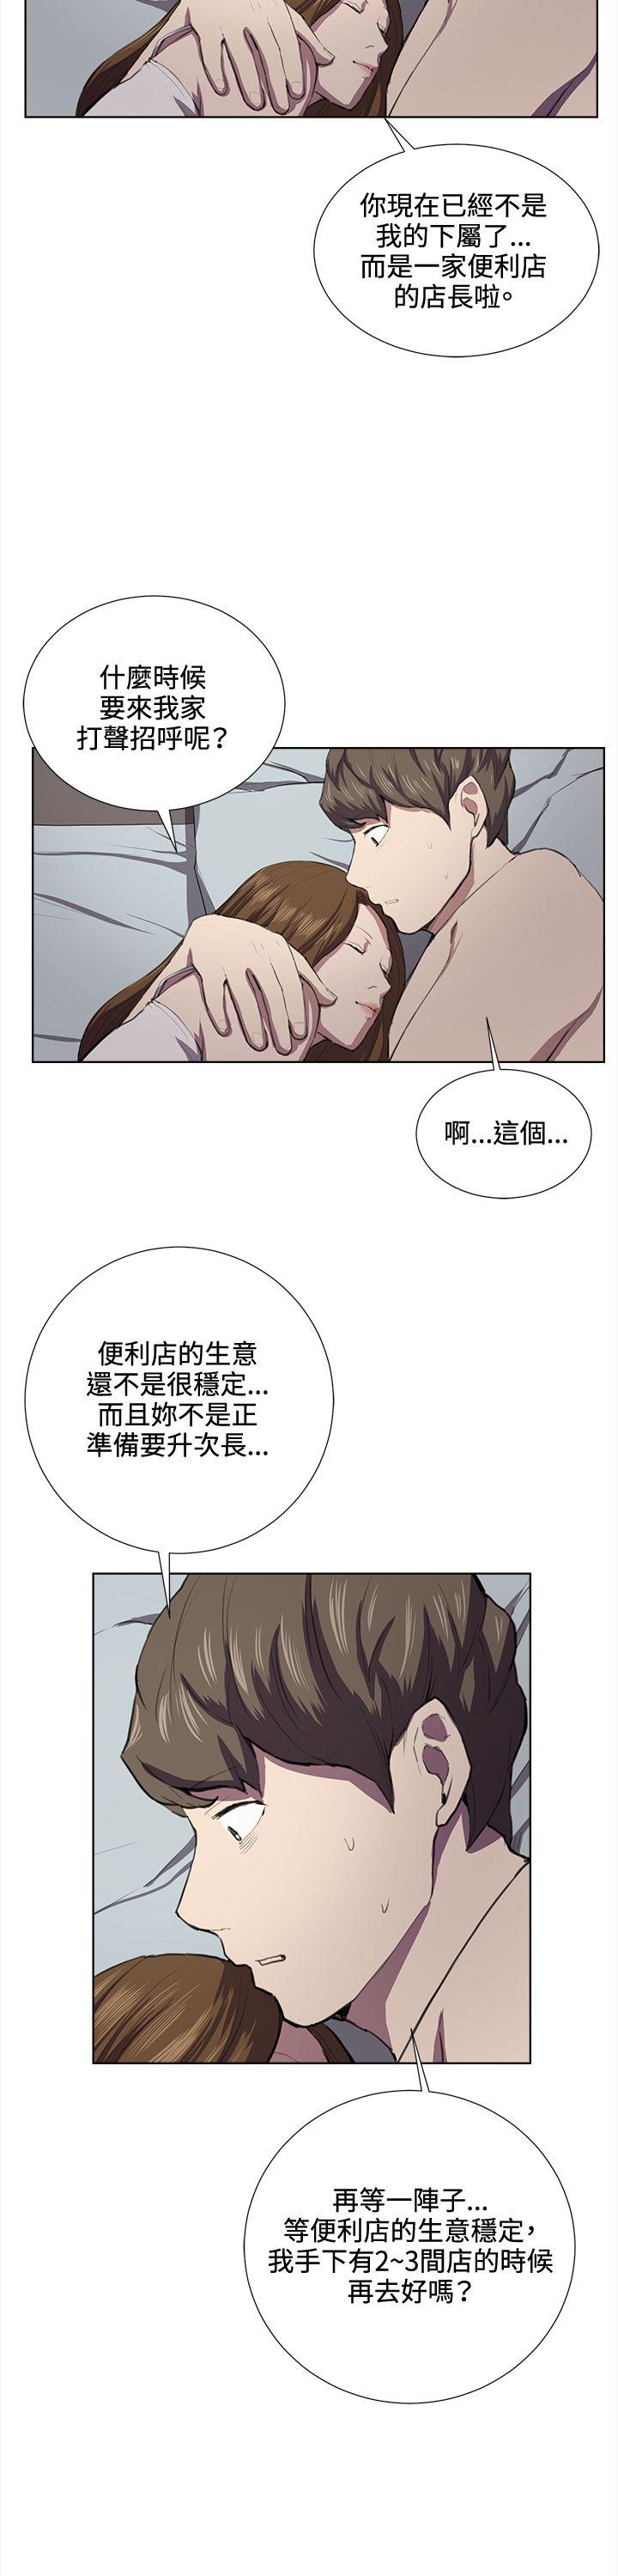 你現在已經不是
我的下屬了...
而是一家便利店
的店長啦。
什麼時候
要來我家
打聲招呼呢？
啊...這個...
便利店的生意
還不是很穩定...
而且妳不是正
準備要升次長...
再等一陣子...
等便利店的生意穩定，
我手下有2~3間店的時候
再去好嗎？